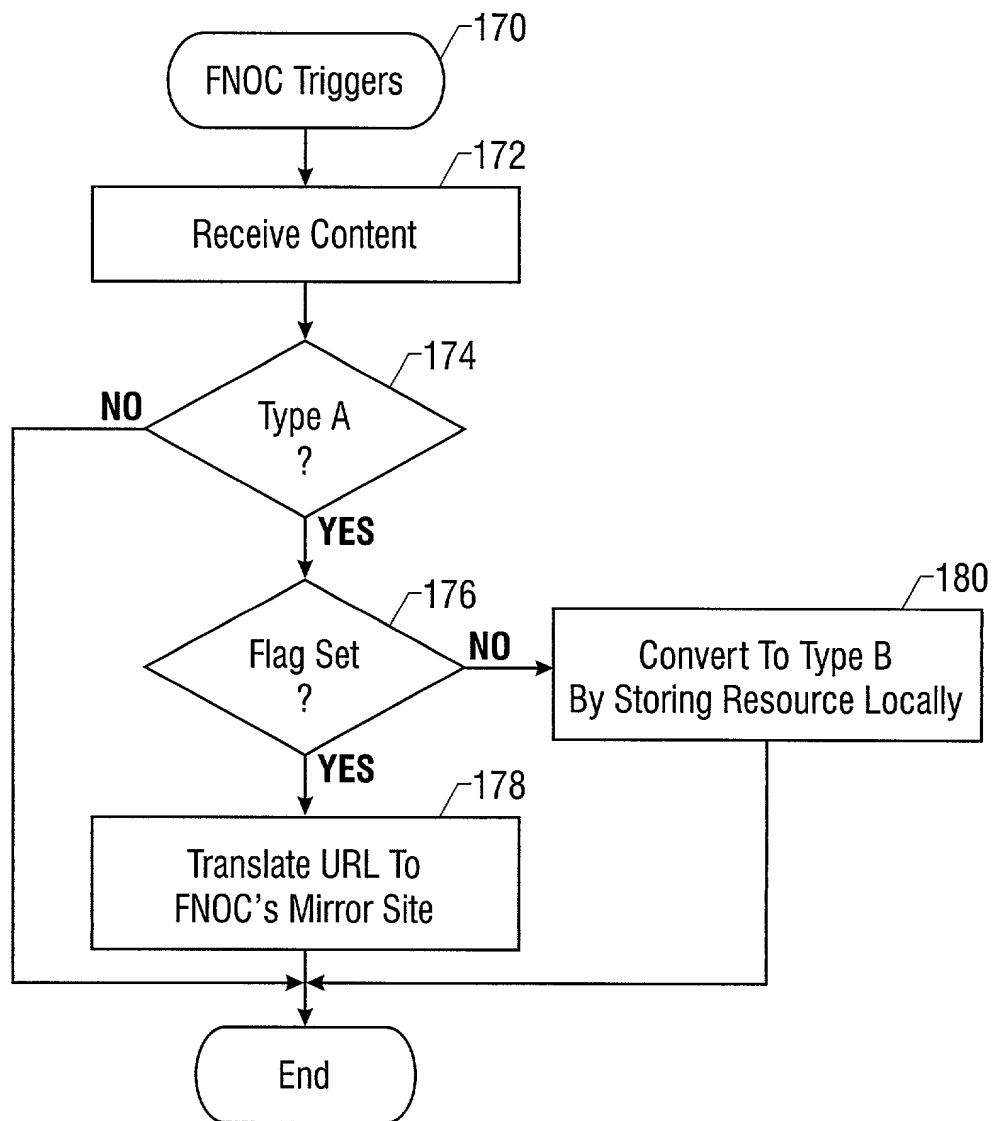 170
FNOC Triggers
172
Receive Content
174
NO
Type A
?
YES
176
180
Flag Set
?
NO
Convert To Type B
By Storing Resource Locally
YES
178
Translate URL To
FNOC's Mirror Site
End